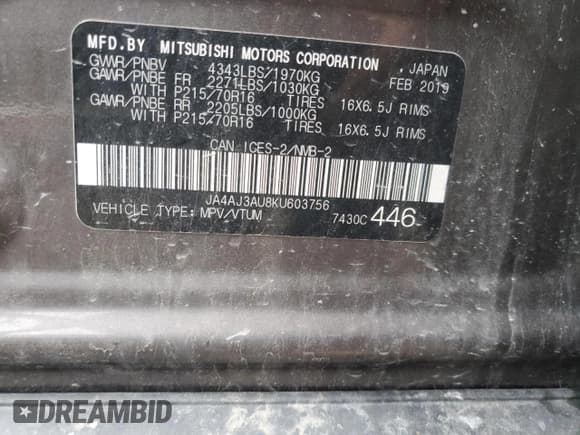 MFD.BY MITSUBISHI MOTORS CORPORATION , JAPAN
GVWR/PNBV 4343LBS/1970KG FEB 2019
GAWR/PNBE FR 2271LBS/1030KG
WITH P215/70R16 TIRES 16X6.5J RIMS
GAWR/PNBE RR 2205LBS/1000KG
WITH P215/70R16 TIRES 16X6.5J RIMS
CAN ICES-2/NMB-2
JA4AJ3AU8KU603756
VEHICLE TYPE:MPV/VTUM 7430C 446
DREAMBID